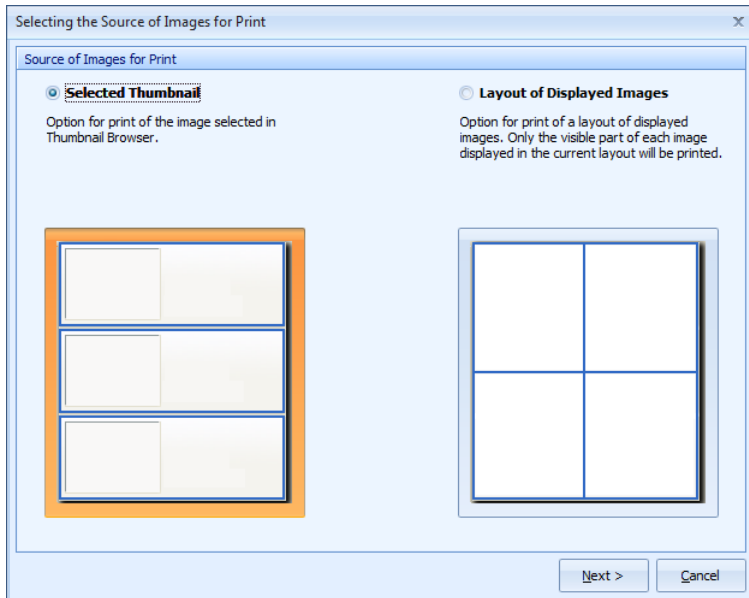 Selecting the Source of Images for Print
Source of Images for Print
Selected Thumbnail
Option for print of the image selected in
Thumbnail Browser.
Layout of Displayed Images
Option for print of a layout of displayed
images. Only the visible part of each image
displayed in the current layout will be printed.
Next >
Cancel